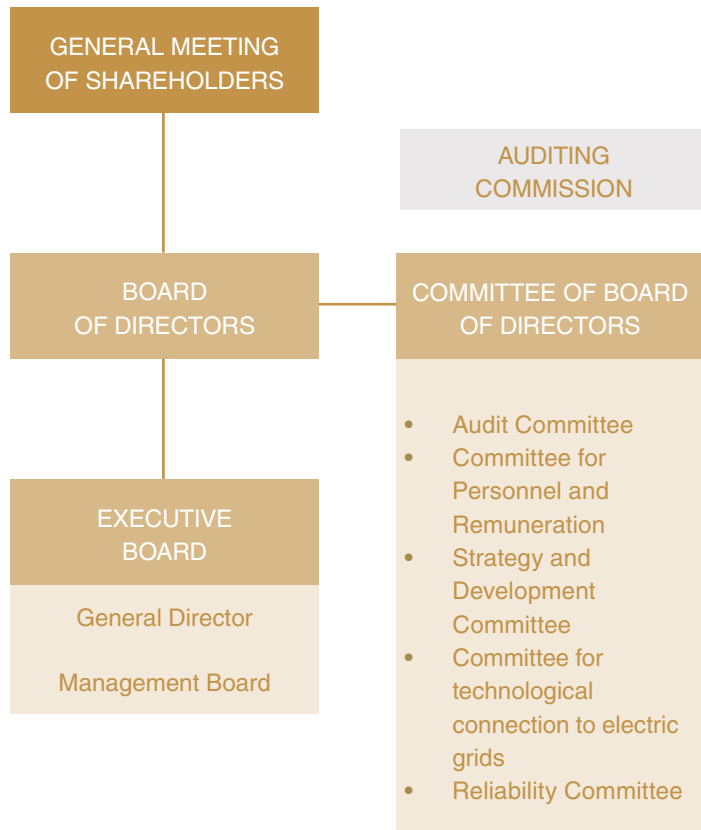 GENERAL MEETING
OF SHAREHOLDERS
AUDITING
COMMISSION
BOARD
OF DIRECTORS
COMMITTEE OF BOARD
OF DIRECTORS
• Audit Committee
• Committee for
Personnel and
Remuneration
• Strategy and
Development
Committee
• Committee for
technological
connection to electric
grids
• Reliability Committee
EXECUTIVE
BOARD
General Director
Management Board